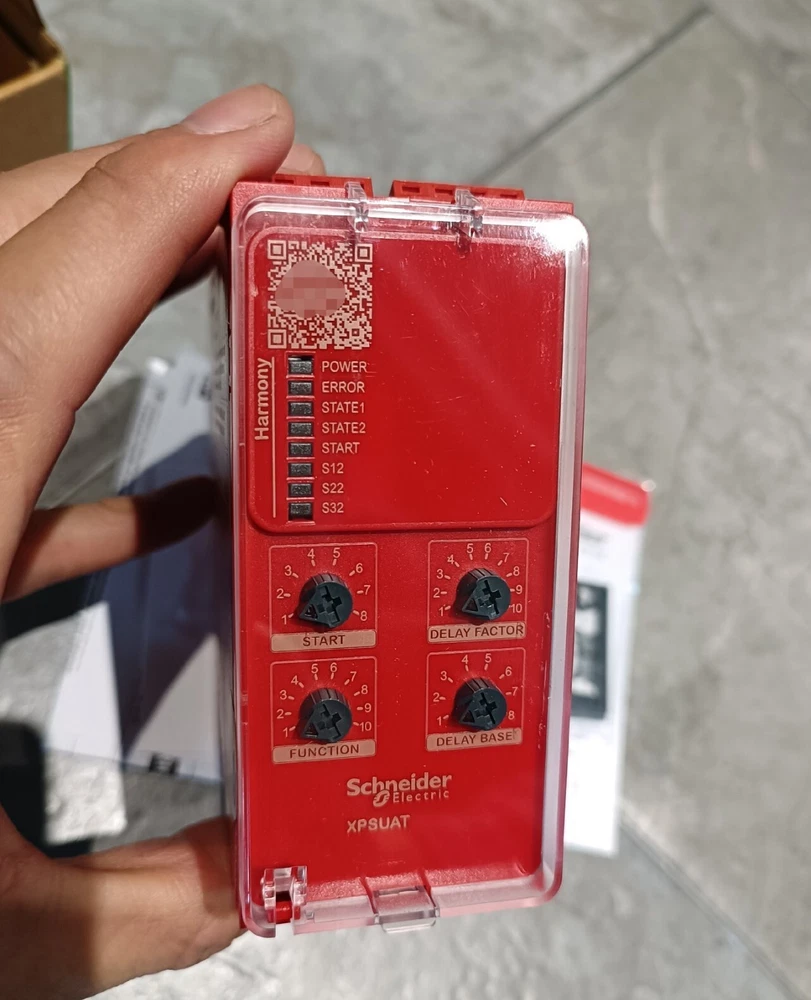 Harmony
POWER
ERROR
STATE1
STATE2
START
S12
S22
S32
1 2 3 4 5 6 7 8
START
1 2 3 4 5 6 7 8 9 10
DELAY FACTOR
1 2 3 4 5 6 7 8 9 10
FUNCTION
1 2 3 4 5 6 7 8
DELAY BASE
Schneider
Electric
XPSUAT